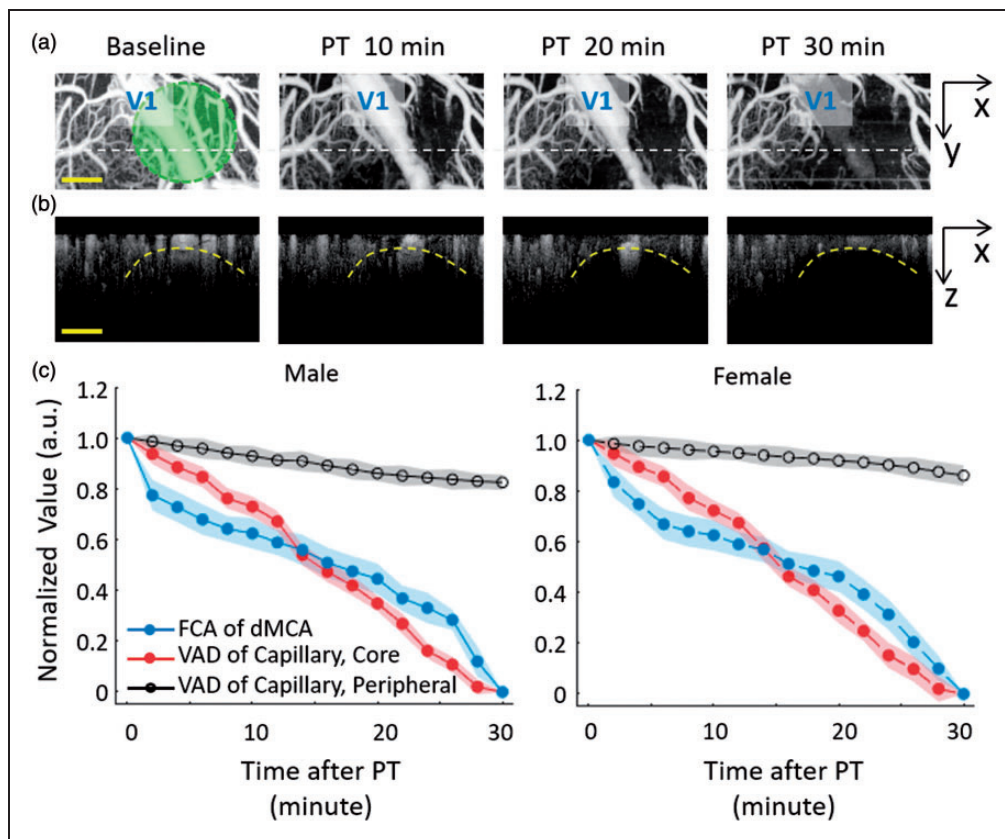 (a) Baseline PT 10 min PT 20 min PT 30 min
V1 V1 V1 V1
x
y
(b)
x
z
(c) Male Female
Normalized Value (a.u.)
1.2 1.2
1.0 1.0
0.8 0.8
0.6 0.6
0.4 0.4
0.2 0.2
0 0
FCA of dMCA
VAD of Capillary, Core
VAD of Capillary, Peripheral
0 10 20 30 0 10 20 30
Time after PT Time after PT
(minute) (minute)